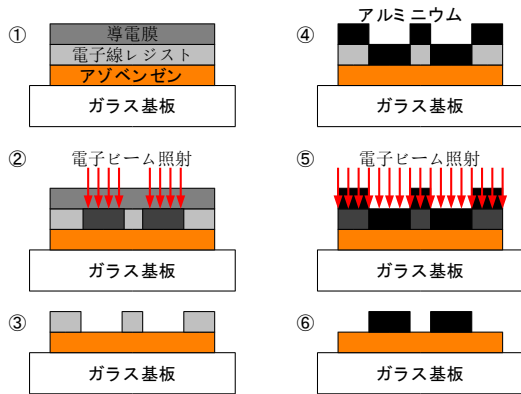 ①
導電膜
電子線レジスト
アゾベンゼン
ガラス基板
②
電子ビーム照射
ガラス基板
③
ガラス基板
④
アルミニウム
ガラス基板
⑤
電子ビーム照射
ガラス基板
⑥
ガラス基板